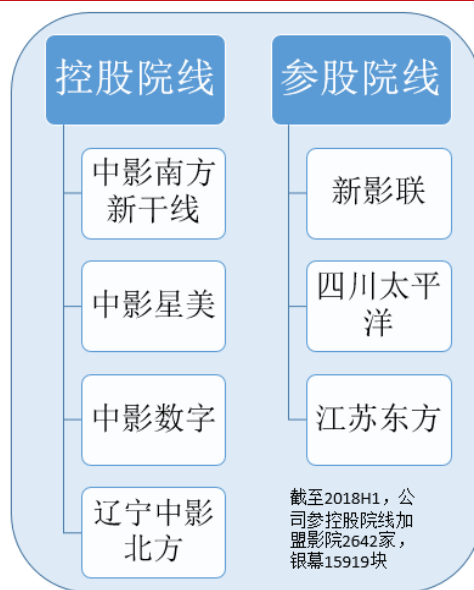 控股院线
中影南方
新干线
中影星美
中影数字
辽宁中影
北方
参股院线
新影联
四川太平
洋
江苏东方
截至2018H1，公
司参控股院线加
盟影院2642家，
银幕15919块